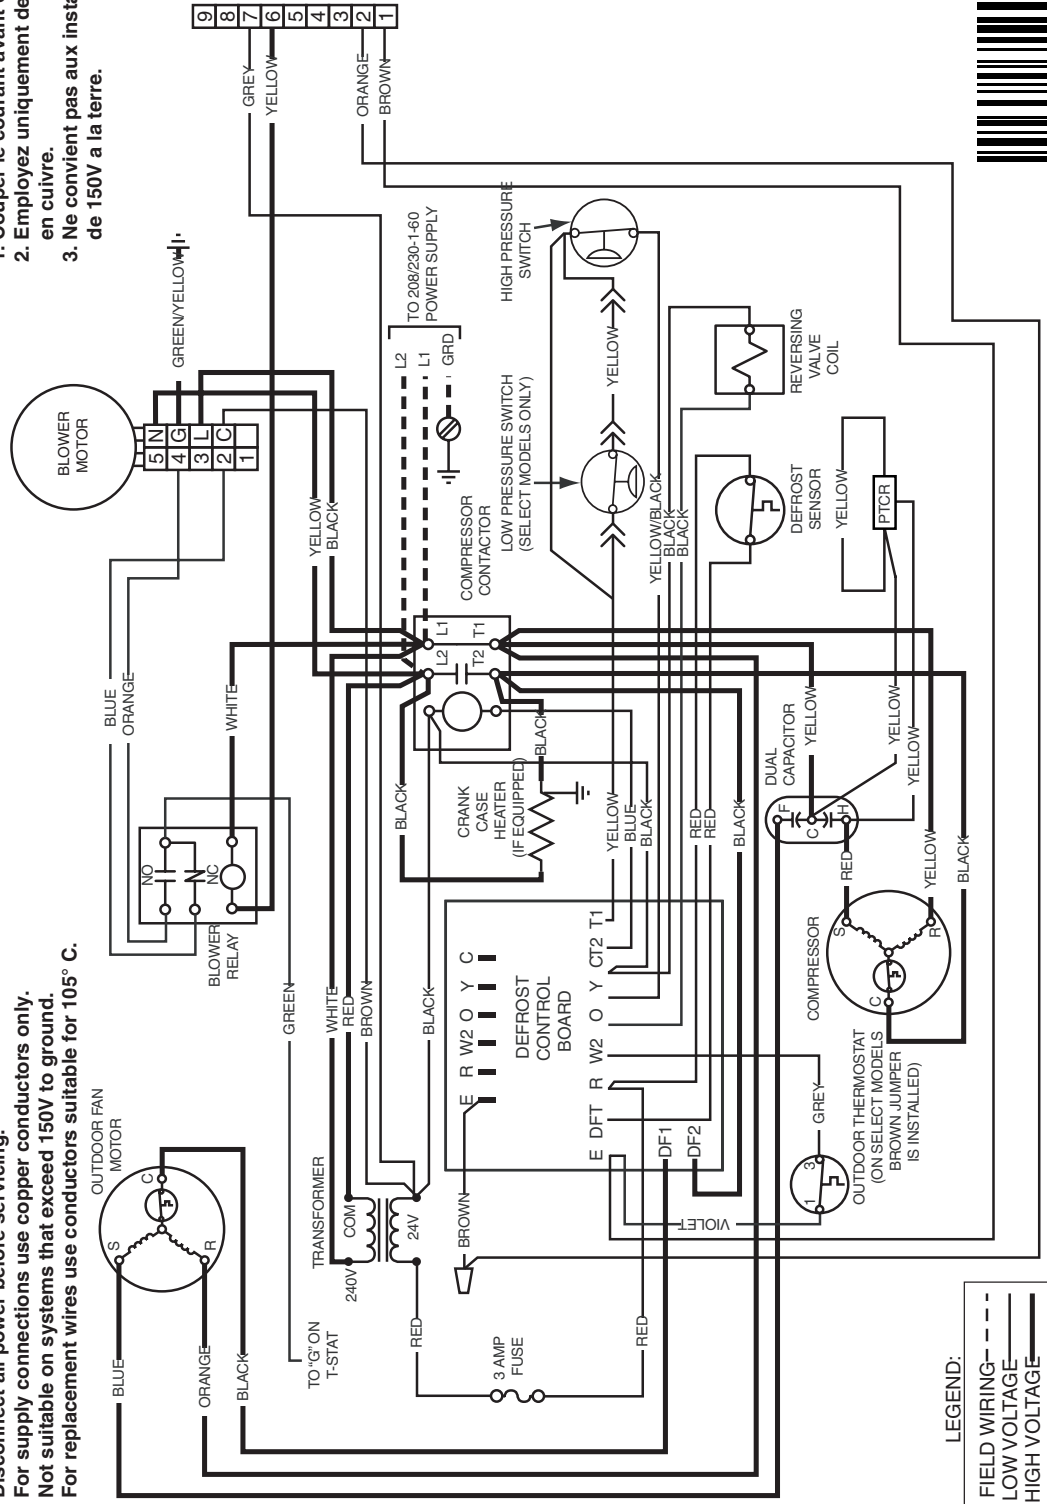 Disconnect all power before servicing.
For supply connections use copper conductors only.
Not suitable on systems that exceed 150V to ground.
For replacement wires use conductors suitable for 105° C.
1. Couper le courant avant
2. Employez uniquement de
en cuivre.
3. Ne convient pas aux insta
de 150V a la terre.
OUTDOOR FAN
MOTOR
S
C
R
BLUE
ORANGE
BLACK
BLOWER
RELAY
NO
NC
BLUE
ORANGE
WHITE
GREEN
TO "G" ON
T-STAT
BLOWER
MOTOR
5 N
4 G
3 L
2 C
1
GREEN/YELLOW
YELLOW
BLACK
9
8
7
6
5
4
3
2
1
GREY
YELLOW
ORANGE
BROWN
TRANSFORMER
240V
COM
24V
WHITE
RED
BROWN
BLACK
RED
3 AMP
FUSE
RED
BROWN
TO 208/230-1-60
POWER SUPPLY
L2
L1
GRD
COMPRESSOR
CONTACTOR
L2
L1
T2
T1
BLACK
CRANK
CASE
HEATER
(IF EQUIPPED)
BLACK
LOW PRESSURE SWITCH
(SELECT MODELS ONLY)
HIGH PRESSURE
SWITCH
YELLOW
YELLOW/BLACK
BLACK
BLACK
REVERSING
VALVE
COIL
DEFROST
SENSOR
YELLOW
PTCR
DEFROST
CONTROL
BOARD
E R W2 O Y C
E DFT R W2 O Y CT2 T1
DF1
DF2
YELLOW
BLUE
BLACK
RED
RED
BLACK
DUAL
CAPACITOR
F
C
H
YELLOW
YELLOW
YELLOW
RED
YELLOW
BLACK
COMPRESSOR
S
C
R
OUTDOOR THERMOSTAT
(ON SELECT MODELS
BROWN JUMPER
IS INSTALLED)
1
3
GREY
VIOLET
LEGEND:
FIELD WIRING
LOW VOLTAGE
HIGH VOLTAGE